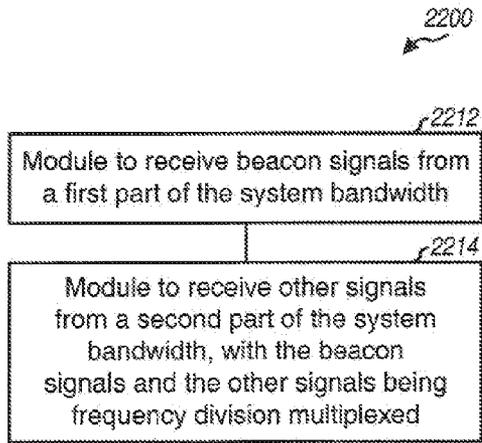 2200
2212
Module to receive beacon signals from
a first part of the system bandwidth
2214
Module to receive other signals
from a second part of the system
bandwidth, with the beacon
signals and the other signals being
frequency division multiplexed